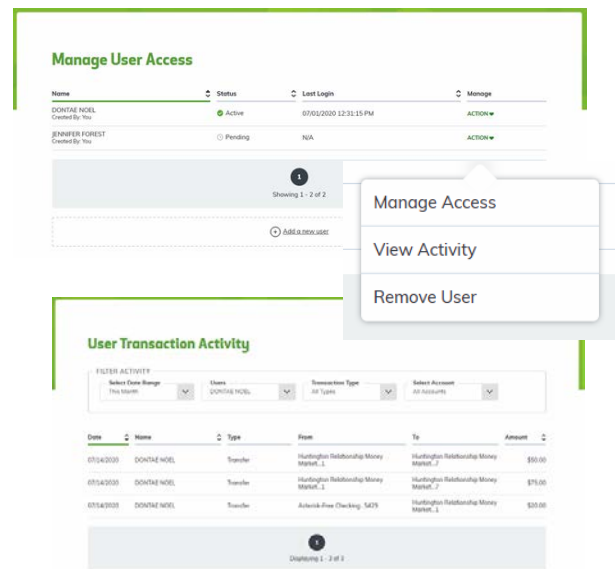 Manage User Access
Name Status Last Login Manage
DONTAE NOEL Active 07/01/2020 12:31:15 PM ACTION
Created By: You
JENNIFER FOREST Pending N/A ACTION
Created By: You
1
Showing 1 - 2 of 2
Add a new user
Manage Access
View Activity
Remove User
User Transaction Activity
FILTER ACTIVITY
Select Date Range Users Transaction Type Select Account
This Month DONTAE NOEL All Types All Accounts
Date Name Type From To Amount
07/14/2020 DONTAE NOEL Transfer Huntington Relationship Money Market...1 Huntington Relationship Money Market...7 $50.00
07/14/2020 DONTAE NOEL Transfer Huntington Relationship Money Market...1 Huntington Relationship Money Market...7 $75.00
07/14/2020 DONTAE NOEL Transfer Asterisk-Free Checking...5425 Huntington Relationship Money Market...1 $20.00
1
Displaying 1 - 3 of 3